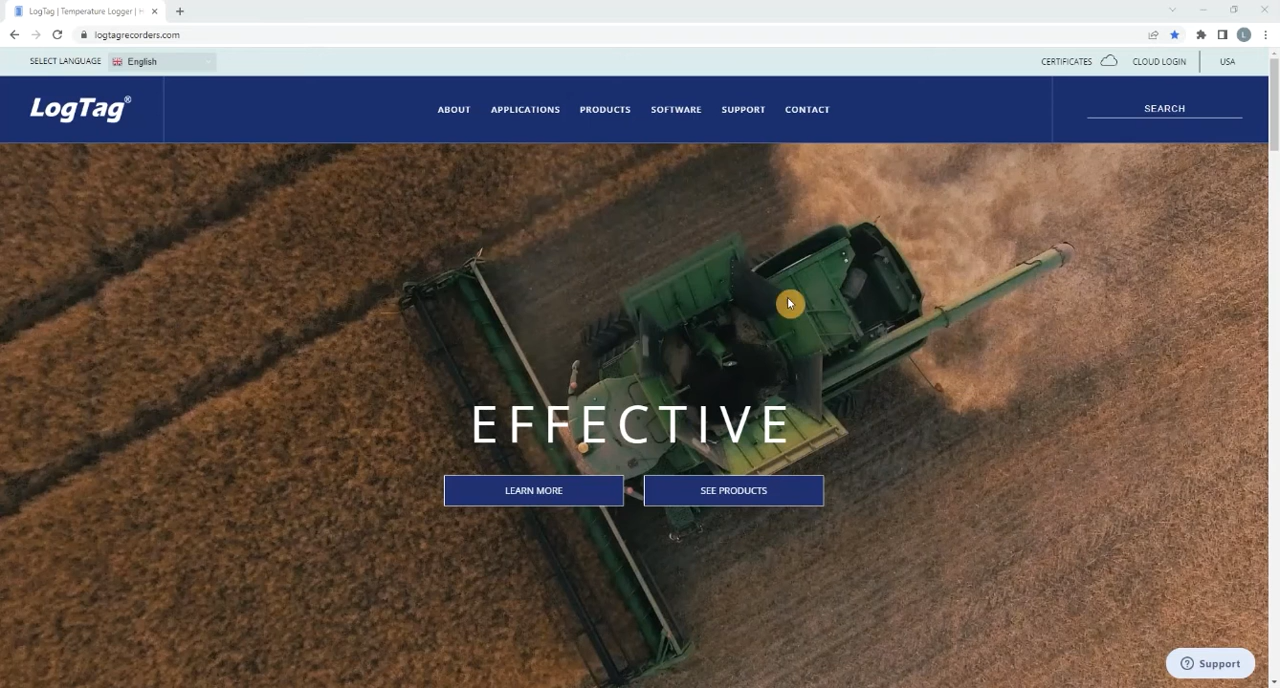 LogTag | Temperature Logger | H
logtagrecorders.com
L
SELECT LANGUAGE English
CERTIFICATES CLOUD LOGIN USA
LogTag®
ABOUT APPLICATIONS PRODUCTS SOFTWARE SUPPORT CONTACT
SEARCH
EFFECTIVE
LEARN MORE SEE PRODUCTS
Support